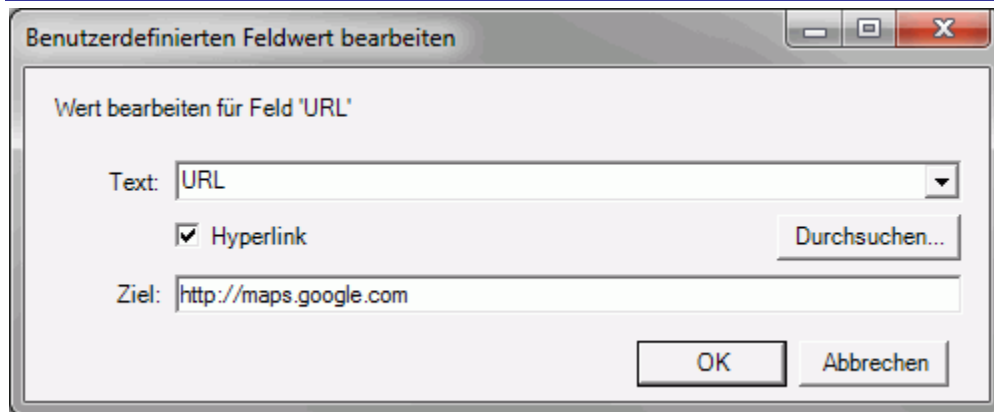 Benutzerdefinierten Feldwert bearbeiten
Wert bearbeiten für Feld 'URL'
Text: URL
Hyperlink Durchsuchen...
Ziel: http://maps.google.com
OK Abbrechen